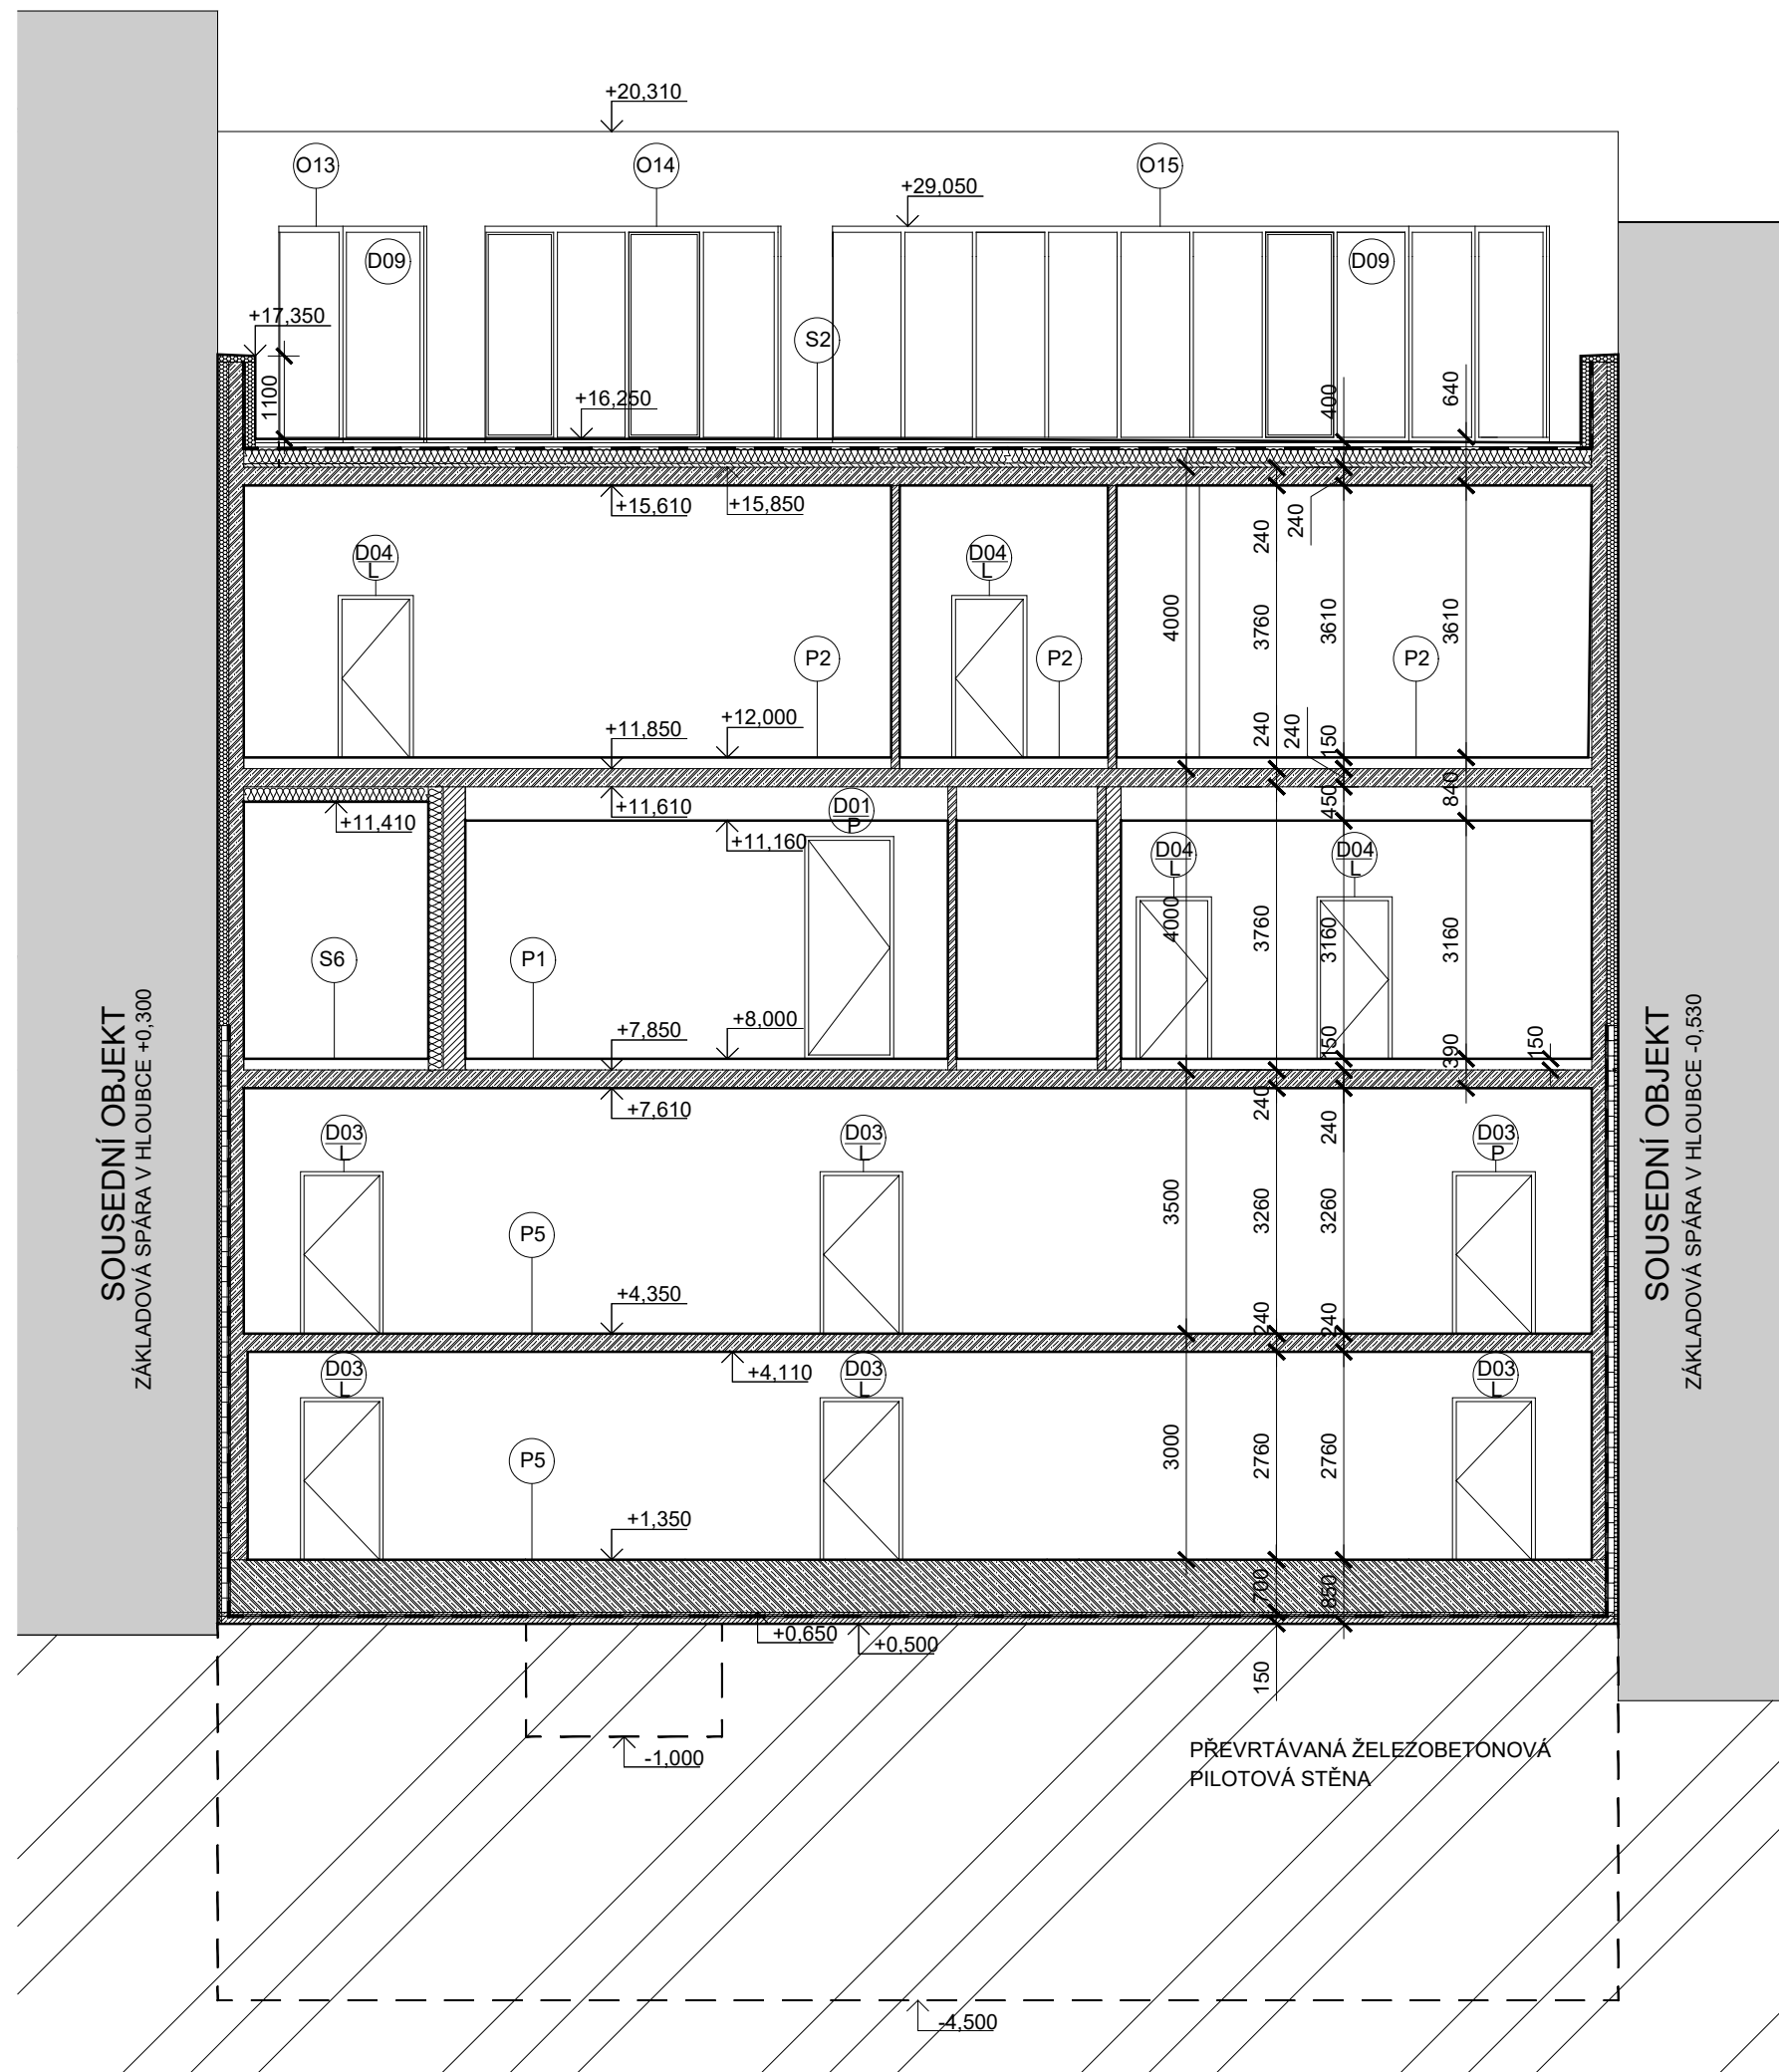 +20,310
O13
O14
O15
+29,050
D09
D09
+17,350
S2
1100
+16,250
400
640
+15,610
+15,850
240
240
D04
L
D04
L
4000
3760
3610
3610
P2
P2
P2
+11,850
+12,000
240
240
150
+11,410
+11,610
D01
P
450
840
+11,160
D04
L
D04
L
4000
3760
3160
3160
S6
P1
+7,850
+8,000
150
390
150
+7,610
240
240
D03
L
D03
L
D03
P
3500
3260
3260
P5
+4,350
240
240
+4,110
D03
L
D03
L
D03
L
3000
2760
2760
P5
+1,350
700
850
+0,650
+0,500
150
-1,000
PŘEVRTÁVANÁ ŽELEZOBETONOVÁ
PILOTOVÁ STĚNA
-4,500
SOUSEDNÍ OBJEKT
ZÁKLADOVÁ SPÁRA V HLOUBCE +0,300
SOUSEDNÍ OBJEKT
ZÁKLADOVÁ SPÁRA V HLOUBCE -0,530